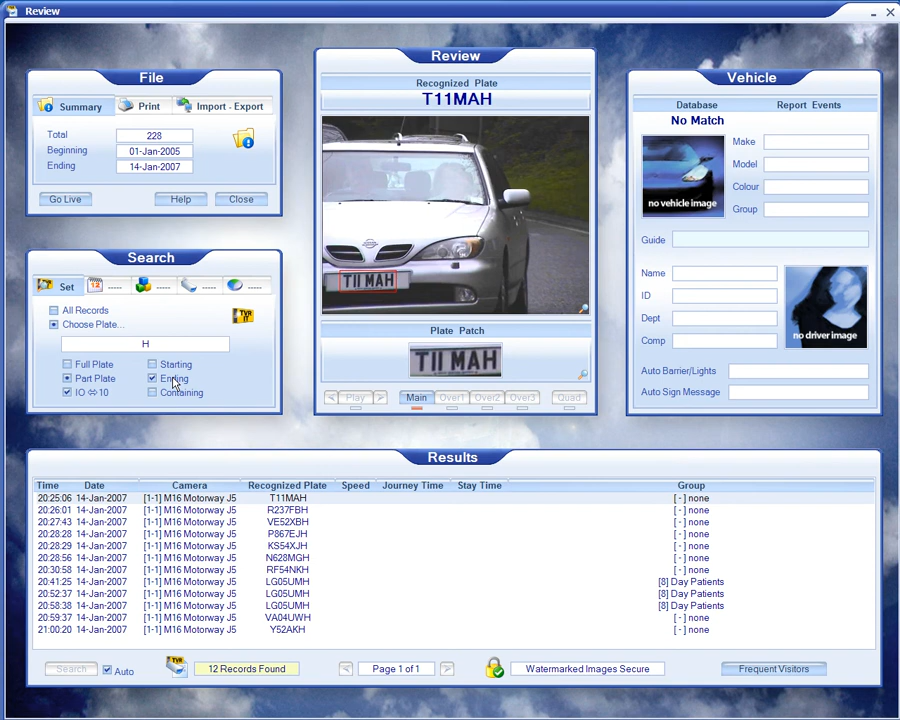 Review
File
Summary Print Import - Export
Total 228
Beginning 01-Jan-2005
Ending 14-Jan-2007
Go Live Help Close
Search
Set 12 ----- ----- ----- -----
All Records
Choose Plate... TVR IT
H
Full Plate Starting
Part Plate Ending
IO ⇔ 10 Containing
Review
Recognized Plate
T11MAH
T11 MAH
Plate Patch
T11 MAH
Play Main Over1 Over2 Over3 Quad
Vehicle
Database Report Events
No Match
no vehicle image
Make
Model
Colour
Group
Guide
Name
ID
Dept
Comp
no driver image
Auto Barrier/Lights
Auto Sign Message
Results
Time Date Camera Recognized Plate Speed Journey Time Stay Time Group
20:25:06 14-Jan-2007 [1-1] M16 Motorway J5 T11MAH [ - ] none
20:26:01 14-Jan-2007 [1-1] M16 Motorway J5 R237FBH [ - ] none
20:27:43 14-Jan-2007 [1-1] M16 Motorway J5 VE52XBH [ - ] none
20:28:28 14-Jan-2007 [1-1] M16 Motorway J5 P867EJH [ - ] none
20:28:29 14-Jan-2007 [1-1] M16 Motorway J5 KS54XJH [ - ] none
20:28:56 14-Jan-2007 [1-1] M16 Motorway J5 N628MGH [ - ] none
20:30:58 14-Jan-2007 [1-1] M16 Motorway J5 RF54NKH [ - ] none
20:41:25 14-Jan-2007 [1-1] M16 Motorway J5 LG05UMH [8] Day Patients
20:52:37 14-Jan-2007 [1-1] M16 Motorway J5 LG05UMH [8] Day Patients
20:58:38 14-Jan-2007 [1-1] M16 Motorway J5 LG05UMH [8] Day Patients
20:59:37 14-Jan-2007 [1-1] M16 Motorway J5 VA04UWH [ - ] none
21:00:20 14-Jan-2007 [1-1] M16 Motorway J5 Y52AKH [ - ] none
Search Auto TVR 12 Records Found Page 1 of 1 Watermarked Images Secure Frequent Visitors